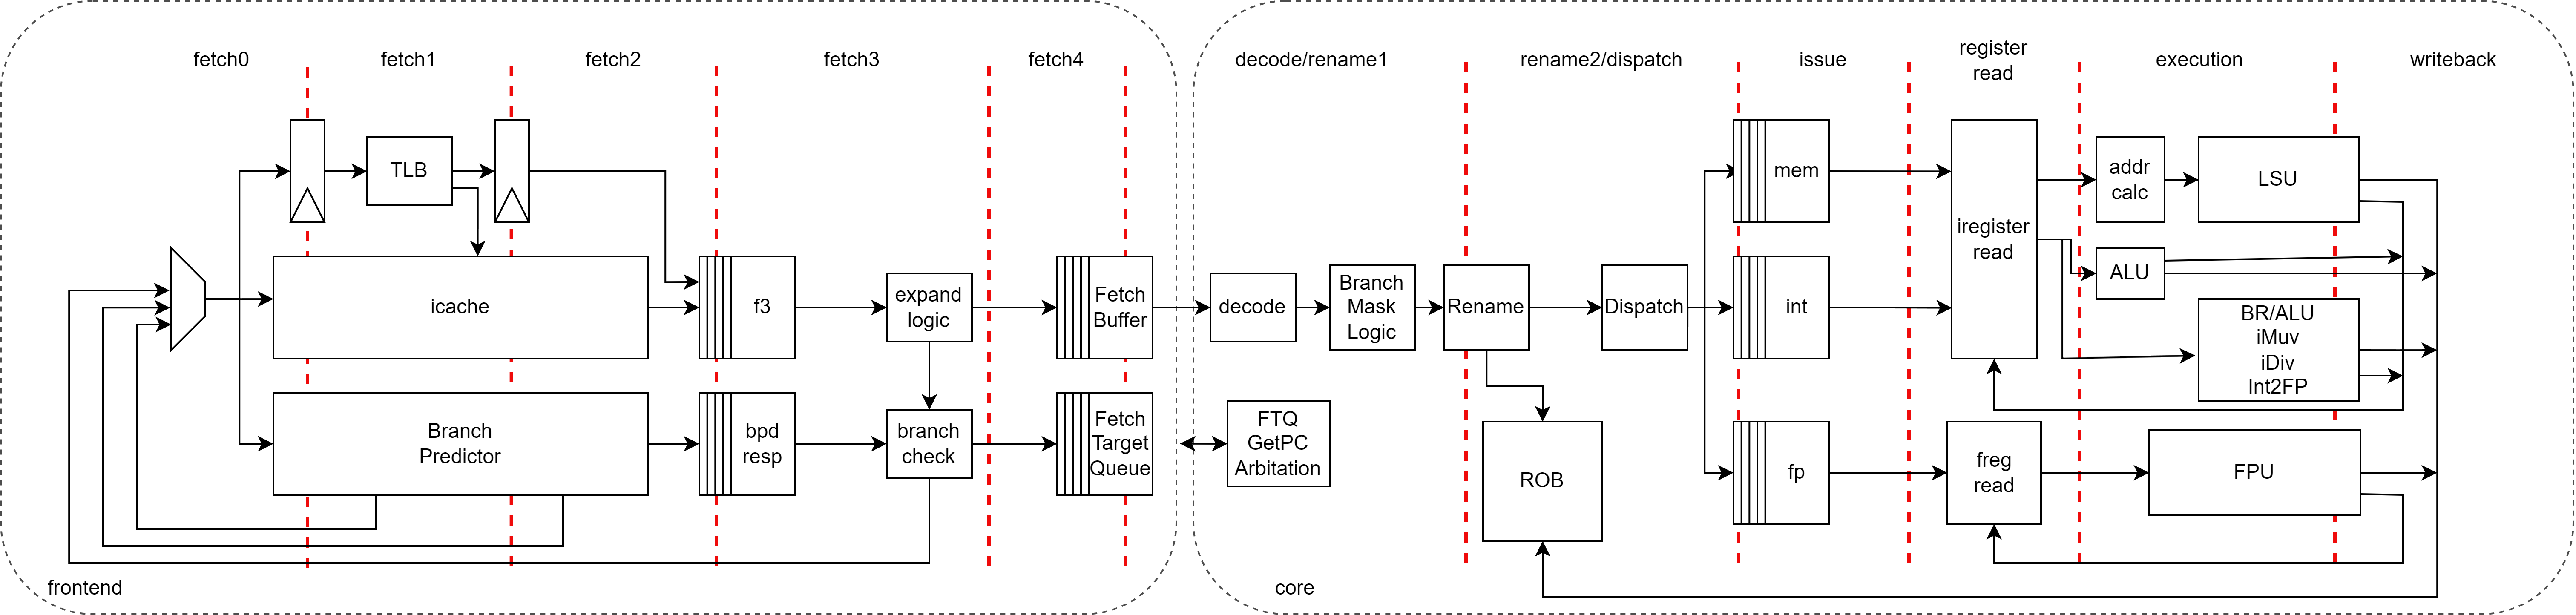 fetch0
fetch1
fetch2
fetch3
fetch4
decode/rename1
rename2/dispatch
issue
register
read
execution
writeback
TLB
icache
f3
expand
logic
Fetch
Buffer
Branch
Predictor
bpd
resp
branch
check
Fetch
Target
Queue
frontend
decode
Branch
Mask
Logic
Rename
Dispatch
FTQ
GetPC
Arbitation
ROB
mem
int
fp
iregister
read
freg
read
addr
calc
LSU
ALU
BR/ALU
iMuv
iDiv
Int2FP
FPU
core